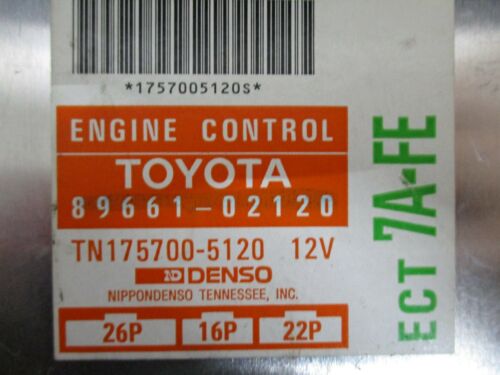 *1757005120S*
ENGINE CONTROL
TOYOTA
89661-02120
TN175700-5120 12V
DENSO
NIPPONDENSO TENNESSEE, INC.
26P 16P 22P
ECT 7A-FE